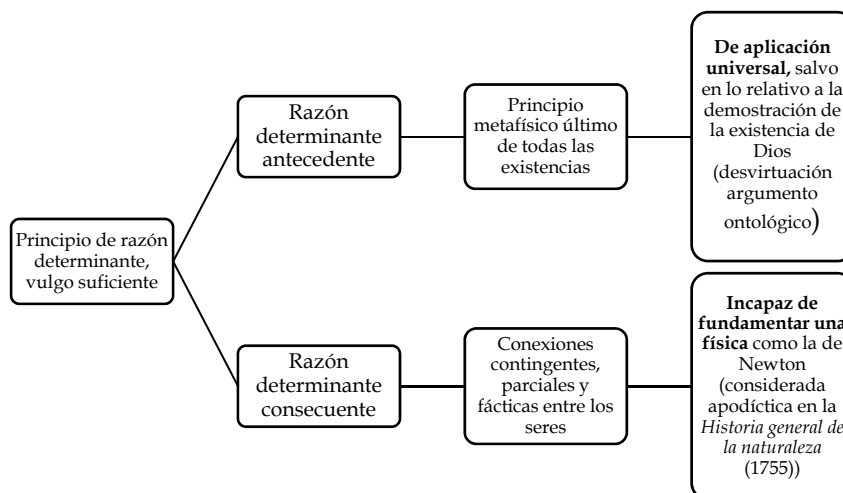 Principio de razón
determinante,
vulgo suficiente
Razón
determinante
antecedente
Principio
metafísico último
de todas las
existencias
De aplicación
universal, salvo
en lo relativo a la
demostración de
la existencia de
Dios
(desvirtuación
argumento
ontológico)
Razón
determinante
consecuente
Conexiones
contingentes,
parciales y
fácticas entre los
seres
Incapaz de
fundamentar una
física como la de
Newton
(considerada
apodíctica en la
Historia general de
la naturaleza
(1755))